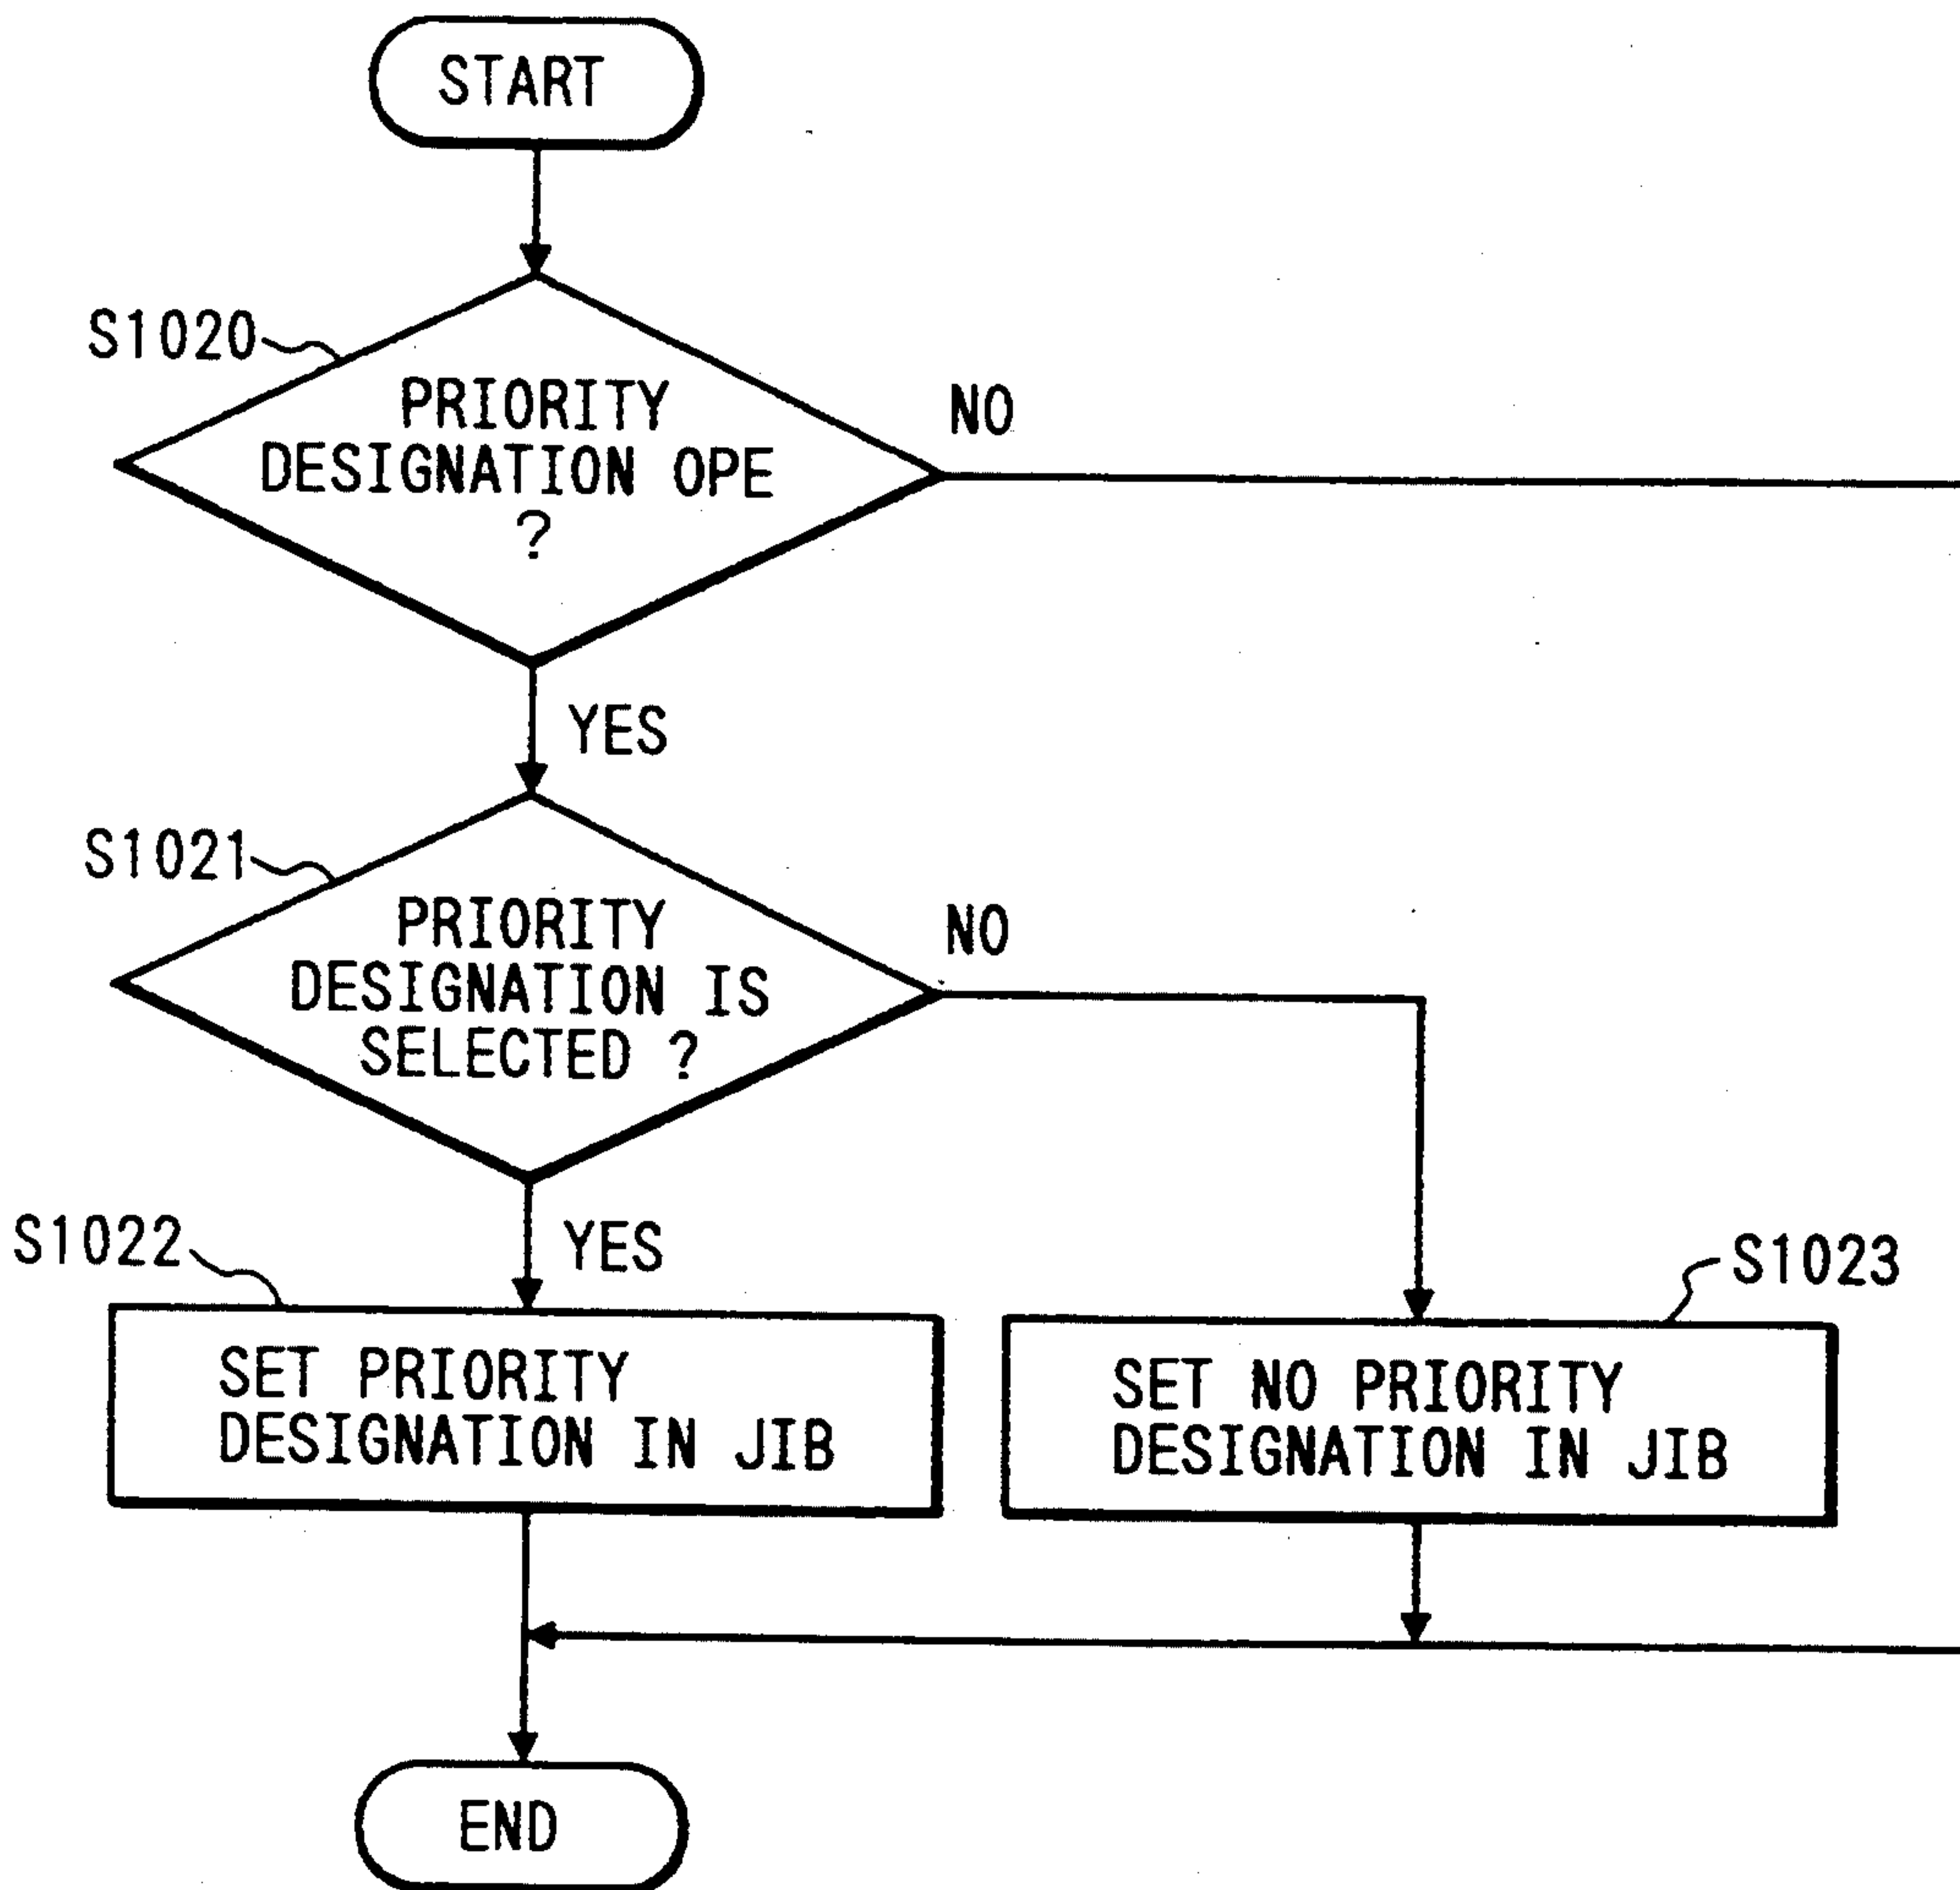 START
S1020
PRIORITY
DESIGNATION OPE
?
NO
YES
S1021
PRIORITY
DESIGNATION IS
SELECTED ?
NO
YES
S1022
SET PRIORITY
DESIGNATION IN JIB
S1023
SET NO PRIORITY
DESIGNATION IN JIB
END